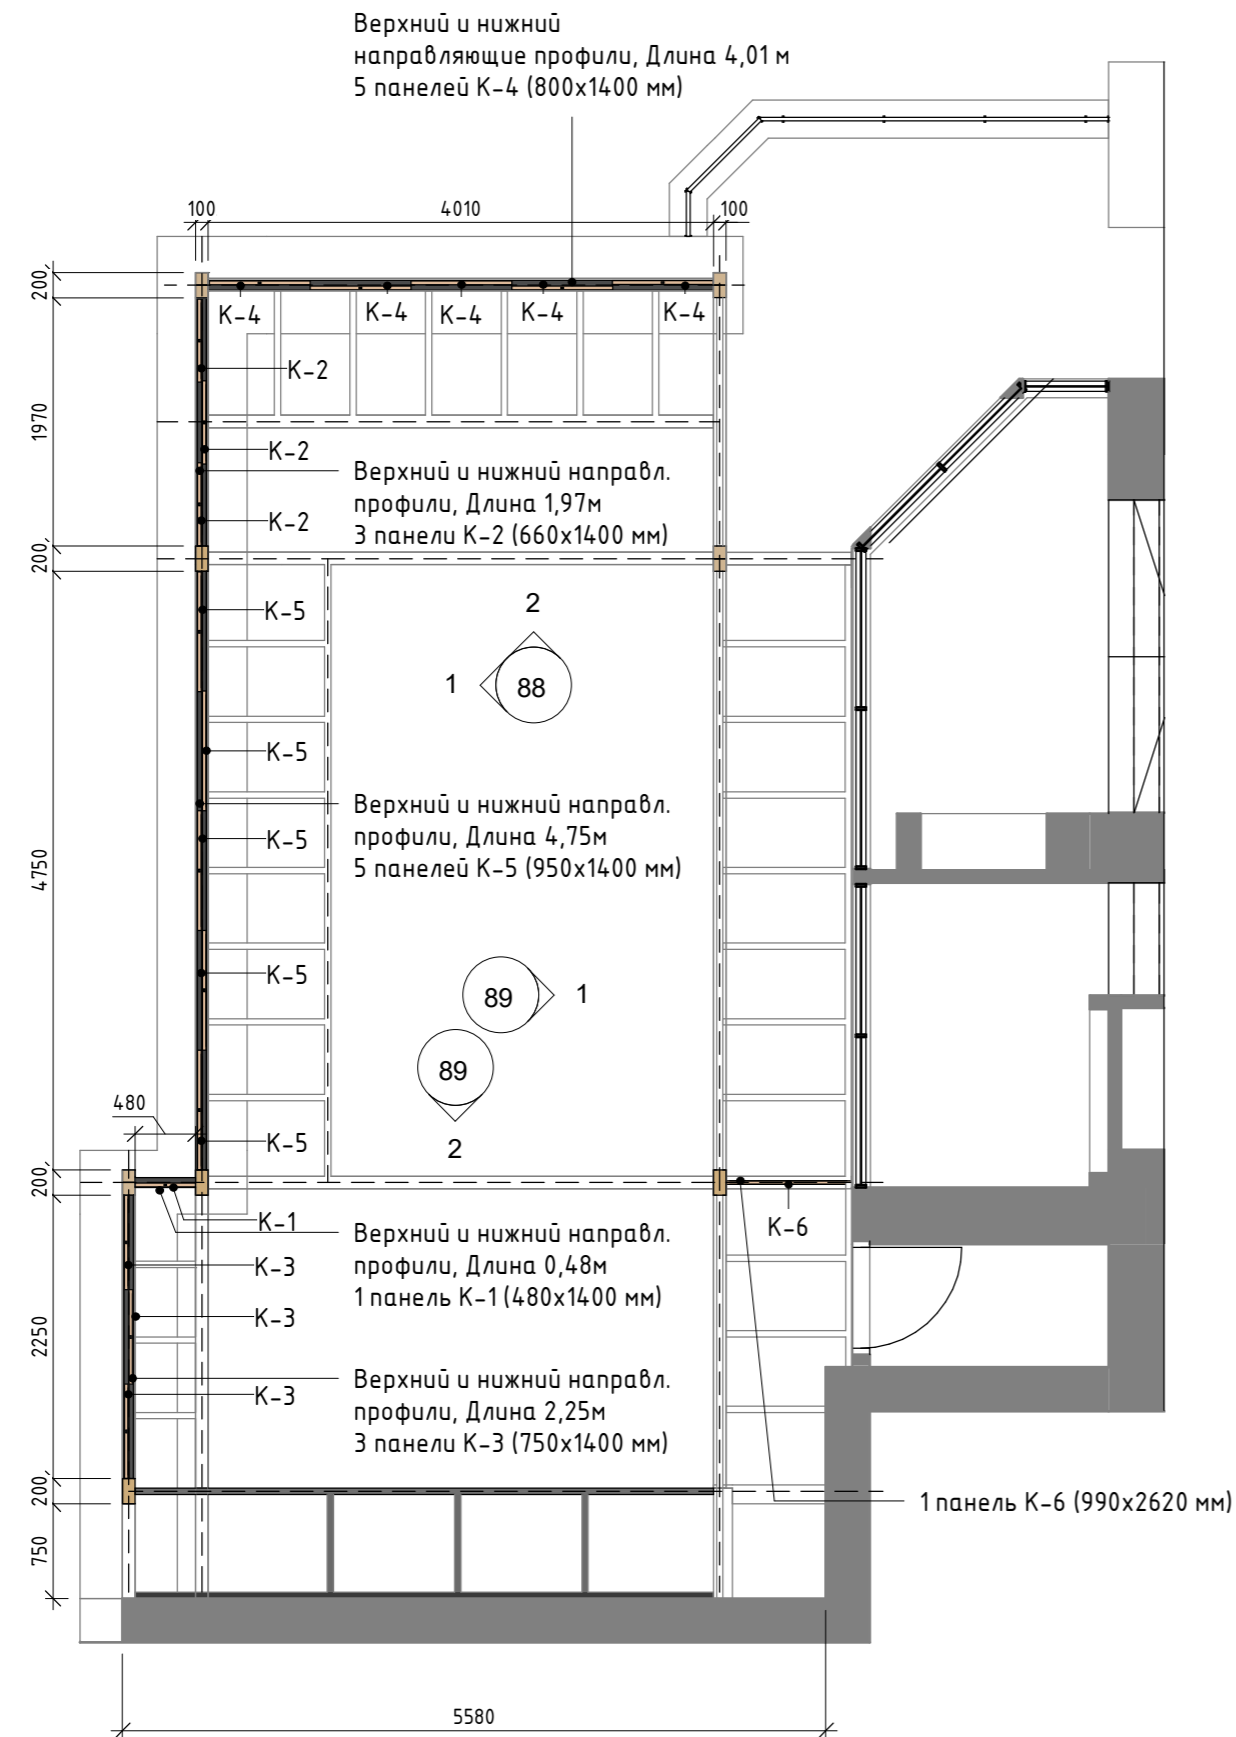 Верхний и нижний
направляющие профили, Длина 4,01 м
5 панелей К-4 (800х1400 мм)
100
4010
100
200
К-4
К-4
К-4
К-4
К-4
К-2
1970
К-2
Верхний и нижний направл.
профили, Длина 1,97м
3 панели К-2 (660х1400 мм)
К-2
200
К-5
2
1
88
К-5
Верхний и нижний направл.
профили, Длина 4,75м
5 панелей К-5 (950х1400 мм)
К-5
4750
К-5
89
1
89
2
480
К-5
200
К-1
К-6
Верхний и нижний направл.
профили, Длина 0,48м
1 панель К-1 (480х1400 мм)
К-3
К-3
2250
К-3
Верхний и нижний направл.
профили, Длина 2,25м
3 панели К-3 (750х1400 мм)
200
1 панель К-6 (990х2620 мм)
750
5580